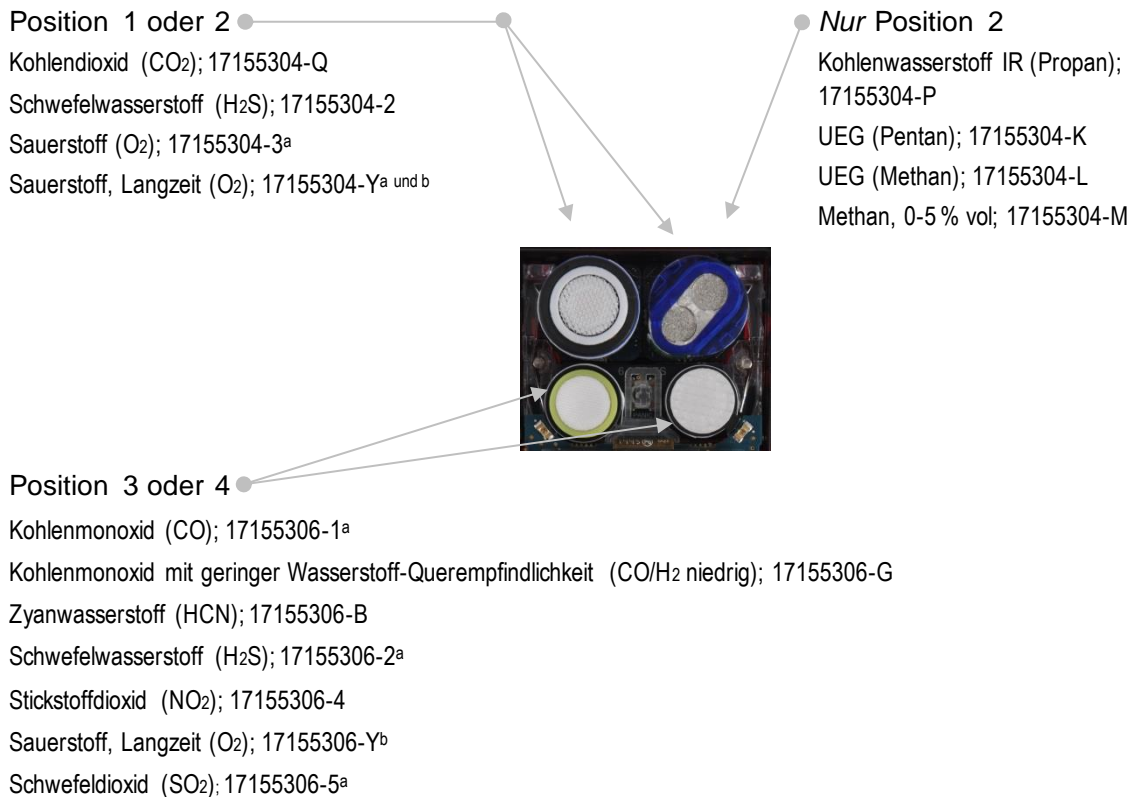 Position 1 oder 2
Kohlendioxid (CO2); 17155304-Q
Schwefelwasserstoff (H2S); 17155304-2
Sauerstoff (O2); 17155304-3a
Sauerstoff, Langzeit (O2); 17155304-Ya und b
Nur Position 2
Kohlenwasserstoff IR (Propan);
17155304-P
UEG (Pentan); 17155304-K
UEG (Methan); 17155304-L
Methan, 0-5 % vol; 17155304-M
Position 3 oder 4
Kohlenmonoxid (CO); 17155306-1a
Kohlenmonoxid mit geringer Wasserstoff-Querempfindlichkeit (CO/H2 niedrig); 17155306-G
Zyanwasserstoff (HCN); 17155306-B
Schwefelwasserstoff (H2S); 17155306-2a
Stickstoffdioxid (NO2); 17155306-4
Sauerstoff, Langzeit (O2); 17155306-Yb
Schwefeldioxid (SO2); 17155306-5a